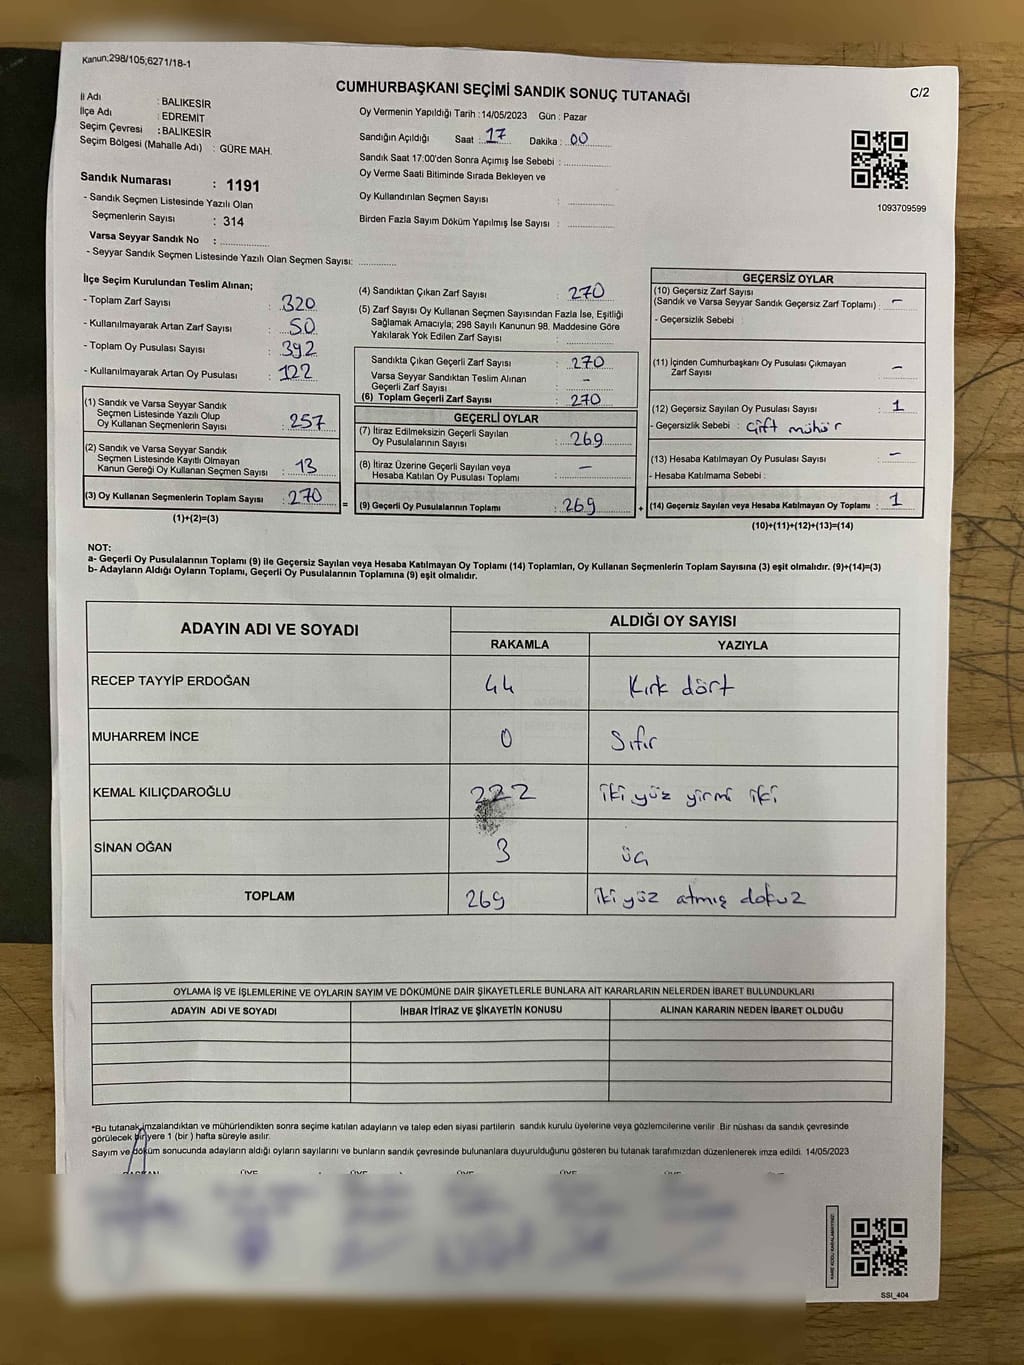 Kanun;298/105,6271/18-1
CUMHURBAŞKANI SEÇİMİ SANDIK SONUÇ TUTANAĞI
C/2
İl Adı : BALIKESİR
İlçe Adı : EDREMİT
Seçim Çevresi : BALIKESİR
Seçim Bölgesi (Mahalle Adı) : GÜRE MAH.
Sandık Numarası : 1191
- Sandık Seçmen Listesinde Yazılı Olan
Seçmenlerin Sayısı : 314
Varsa Seyyar Sandık No :
- Seyyar Sandık Seçmen Listesinde Yazılı Olan Seçmen Sayısı:
Oy Vermenin Yapıldığı Tarih :14/05/2023 Gün : Pazar
Sandığın Açıldığı Saat : 17 Dakika : 00
Sandık Saat 17:00'den Sonra Açımış İse Sebebi :
Oy Verme Saati Bitiminde Sırada Bekleyen ve
Oy Kullandırılan Seçmen Sayısı :
Birden Fazla Sayım Döküm Yapılmış İse Sayısı :
1093709599
İlçe Seçim Kurulundan Teslim Alınan;
- Toplam Zarf Sayısı : 320
- Kullanılmayarak Artan Zarf Sayısı : 50
- Toplam Oy Pusulası Sayısı : 392
- Kullanılmayarak Artan Oy Pusulası : 122
(1) Sandık ve Varsa Seyyar Sandık
Seçmen Listesinde Yazılı Olup
Oy Kullanan Seçmenlerin Sayısı : 257
(2) Sandık ve Varsa Seyyar Sandık
Seçmen Listesinde Kayıtlı Olmayan
Kanun Gereği Oy Kullanan Seçmen Sayısı : 13
(3) Oy Kullanan Seçmenlerin Toplam Sayısı : 270 =
(1)+(2)=(3)
(4) Sandıktan Çıkan Zarf Sayısı : 270
(5) Zarf Sayısı Oy Kullanan Seçmen Sayısından Fazla İse, Eşitliği
Sağlamak Amacıyla; 298 Sayılı Kanunun 98. Maddesine Göre
Yakılarak Yok Edilen Zarf Sayısı :
Sandıkta Çıkan Geçerli Zarf Sayısı : 270
Varsa Seyyar Sandıktan Teslim Alınan
Geçerli Zarf Sayısı : -
(6) Toplam Geçerli Zarf Sayısı : 270
GEÇERLİ OYLAR
(7) İtiraz Edilmeksizin Geçerli Sayılan
Oy Pusulalarının Sayısı : 269
(8) İtiraz Üzerine Geçerli Sayılan veya
Hesaba Katılan Oy Pusulaları Toplamı : -
(9) Geçerli Oy Pusulalarının Toplamı : 269 +
GEÇERSİZ OYLAR
(10) Geçersiz Zarf Sayısı
(Sandık ve Varsa Seyyar Sandık Geçersiz Zarf Toplamı) : -
- Geçersizlik Sebebi :
(11) İçinden Cumhurbaşkanı Oy Pusulası Çıkmayan
Zarf Sayısı : -
(12) Geçersiz Sayılan Oy Pusulası Sayısı : 1
- Geçersizlik Sebebi : Çift mühür
(13) Hesaba Katılmayan Oy Pusulası Sayısı : -
- Hesaba Katılmama Sebebi :
(14) Geçersiz Sayılan veya Hesaba Katılmayan Oy Toplamı : 1
(10)+(11)+(12)+(13)=(14)
NOT:
a- Geçerli Oy Pusulalarının Toplamı (9) ile Geçersiz Sayılan veya Hesaba Katılmayan Oy Toplamı (14) Toplamları, Oy Kullanan Seçmenlerin Toplam Sayısına (3) eşit olmalıdır. (9)+(14)=(3)
b- Adayların Aldığı Oyların Toplamı, Geçerli Oy Pusulalarının Toplamına (9) eşit olmalıdır.
ADAYIN ADI VE SOYADI ALDIĞI OY SAYISI
RAKAMLA YAZIYLA
RECEP TAYYİP ERDOĞAN 44 Kırk dört
MUHARREM İNCE 0 Sıfır
KEMAL KILIÇDAROĞLU 222 iki yüz yirmi iki
SİNAN OĞAN 3 üç
TOPLAM 269 iki yüz atmış dokuz
OYLAMA İŞ VE İŞLEMLERİNE VE OYLARIN SAYIM VE DÖKÜMÜNE DAİR ŞİKAYETLERLE BUNLARA AİT KARARLARIN NELERDEN İBARET BULUNDUKLARI
ADAYIN ADI VE SOYADI İHBAR İTİRAZ VE ŞİKAYETİN KONUSU ALINAN KARARIN NEDEN İBARET OLDUĞU
*Bu tutanak imzalandıktan ve mühürlendikten sonra seçime katılan adayların ve talep eden siyasi partilerin sandık kurulu üyelerine veya gözlemcilerine verilir. Bir nüshası da sandık çevresinde
görülecek bir yere 1 (bir ) hafta süreyle asılır.
Sayım ve döküm sonucunda adayların aldığı oyların sayılarını ve bunların sandık çevresinde bulunanlara duyurulduğunu gösteren bu tutanak tarafımızdan düzenlenerek imza edildi. 14/05/2023
SSI_404